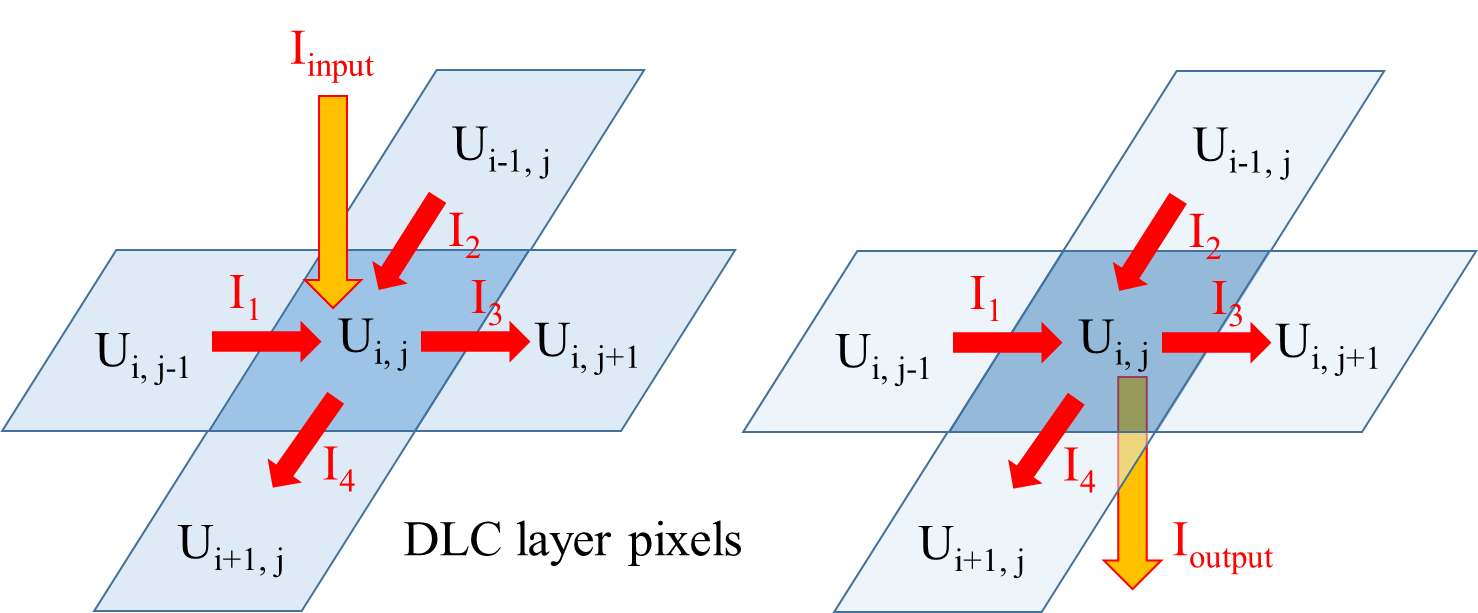 I_input
U_i-1, j
I_2
I_1
I_3
U_i, j-1
U_i, j
U_i, j+1
I_4
U_i+1, j
DLC layer pixels
U_i-1, j
I_2
I_1
I_3
U_i, j-1
U_i, j
U_i, j+1
I_4
U_i+1, j
I_output